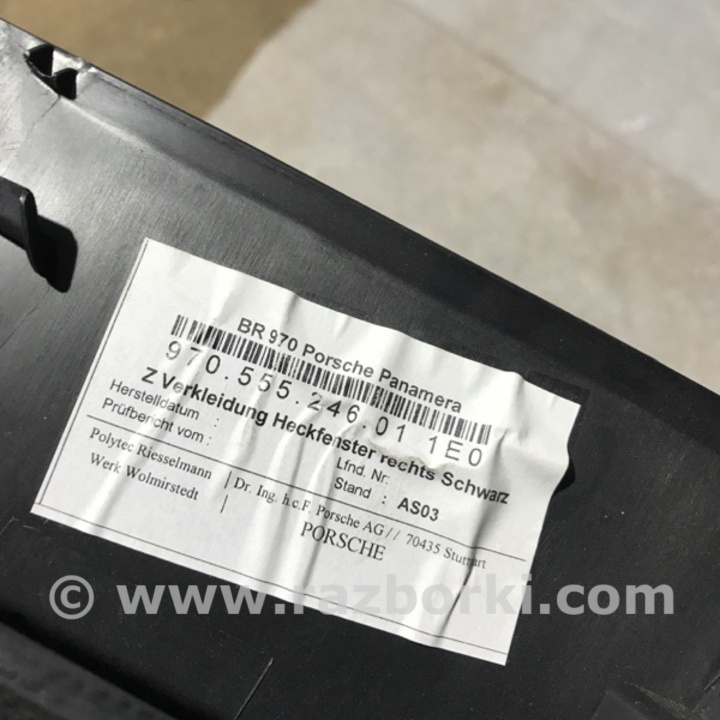 BR 970 Porsche Panamera
970.555.246.01 1E0
Z Verkleidung Heckfenster rechts Schwarz
Herstelldatum :
Lfnd. Nr:
Prüfbericht vom :
Stand : AS03
Polytec Riesselmann
Werk Wolmirstedt
Dr. Ing. h.c.F. Porsche AG // 70435 Stuttgart
PORSCHE
© www.razborki.com